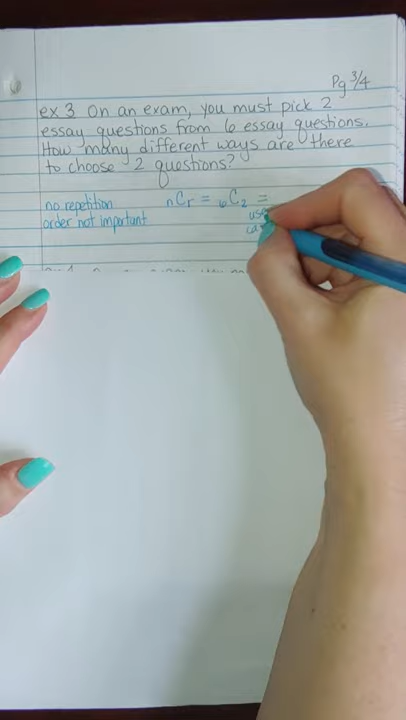 Pg 3/4
ex 3 On an exam, you must pick 2
essay questions from 6 essay questions.
How many different ways are there
to choose 2 questions?
no repetition nCr = 6C2 =
order not important